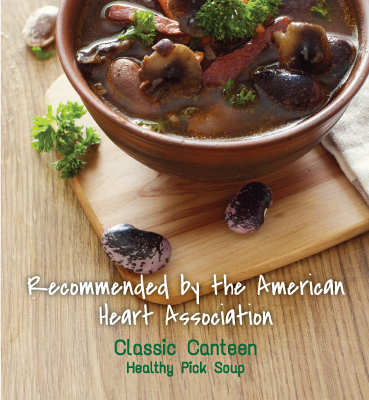 Recommended by the American
Heart Association
Classic Canteen
Healthy Pick Soup